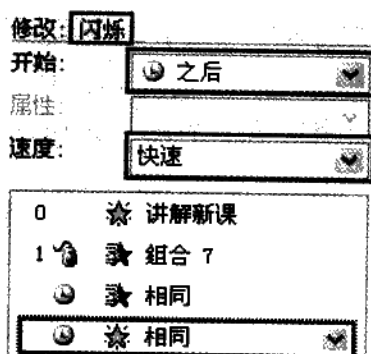 修改: 闪烁
开始: 之后
属性:
速度: 快速
0 讲解新课
1 组合 7
相同
相同